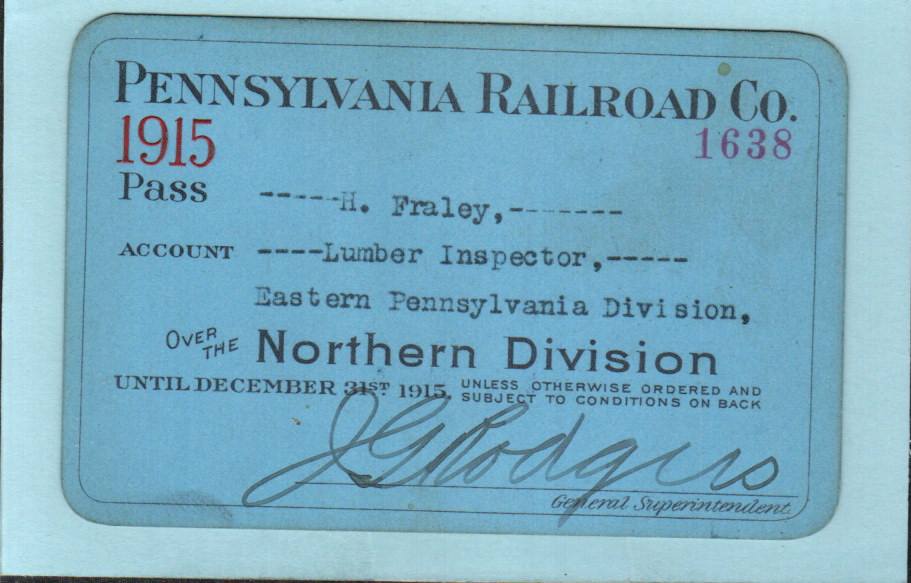 PENNSYLVANIA RAILROAD CO.
1915 1638
Pass -----H. Fraley,-------
ACCOUNT ----Lumber Inspector,-----
Eastern Pennsylvania Division,
OVER THE Northern Division
UNTIL DECEMBER 31ST 1915, UNLESS OTHERWISE ORDERED AND
SUBJECT TO CONDITIONS ON BACK
J G Rodgers
General Superintendent.